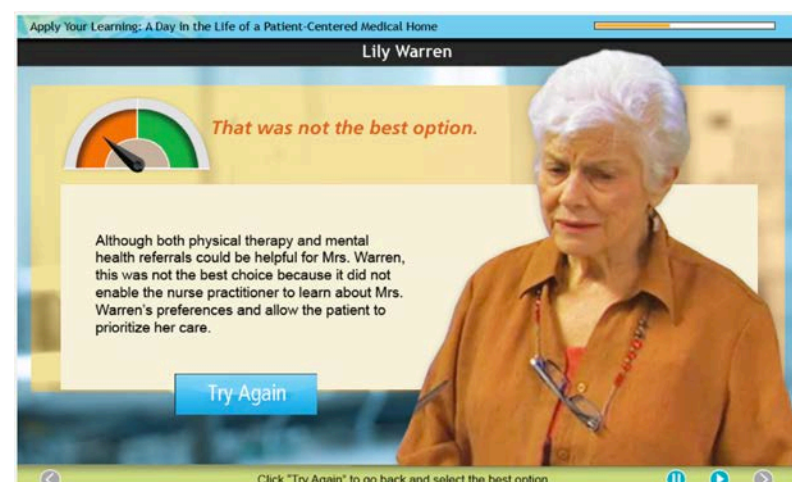 Apply Your Learning: A Day in the Life of a Patient-Centered Medical Home
Lily Warren
That was not the best option.
Although both physical therapy and mental
health referrals could be helpful for Mrs. Warren,
this was not the best choice because it did not
enable the nurse practitioner to learn about Mrs.
Warren's preferences and allow the patient to
prioritize her care.
Try Again
Click "Try Again" to go back and select the best option